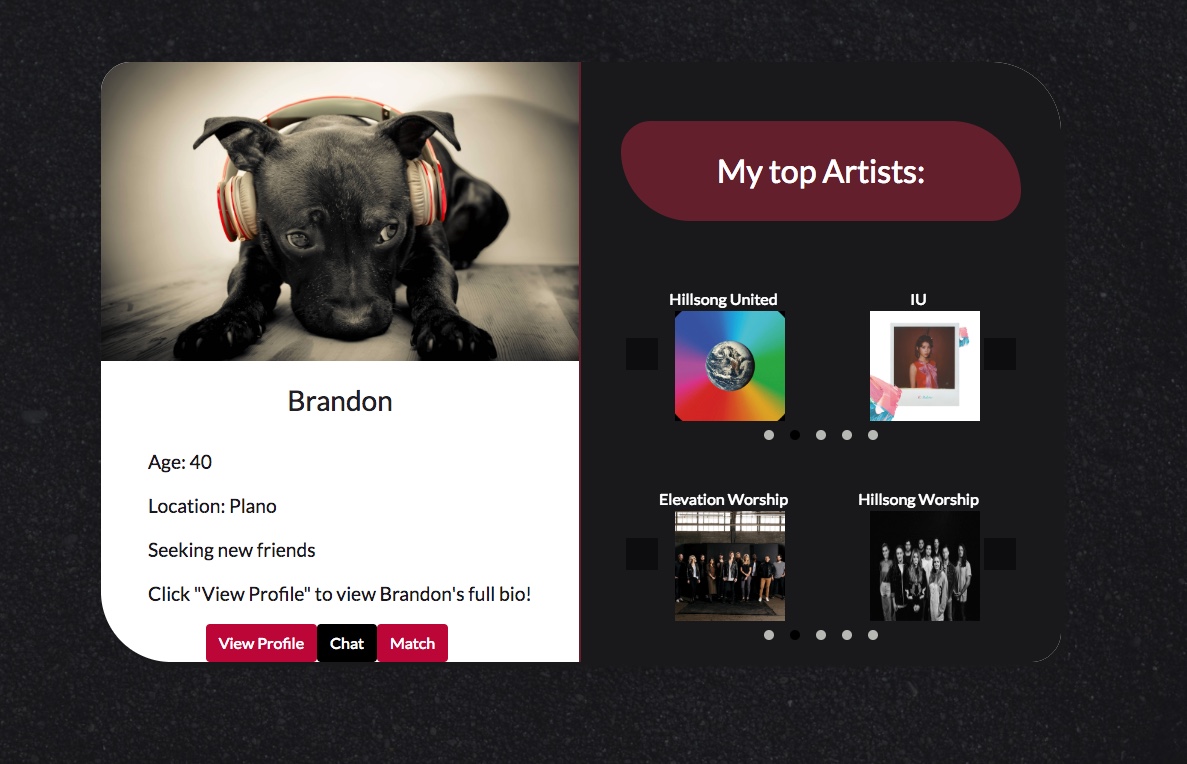 Brandon
Age: 40
Location: Plano
Seeking new friends
Click "View Profile" to view Brandon's full bio!
View Profile
Chat
Match
My top Artists:
Hillsong United
IU
Elevation Worship
Hillsong Worship